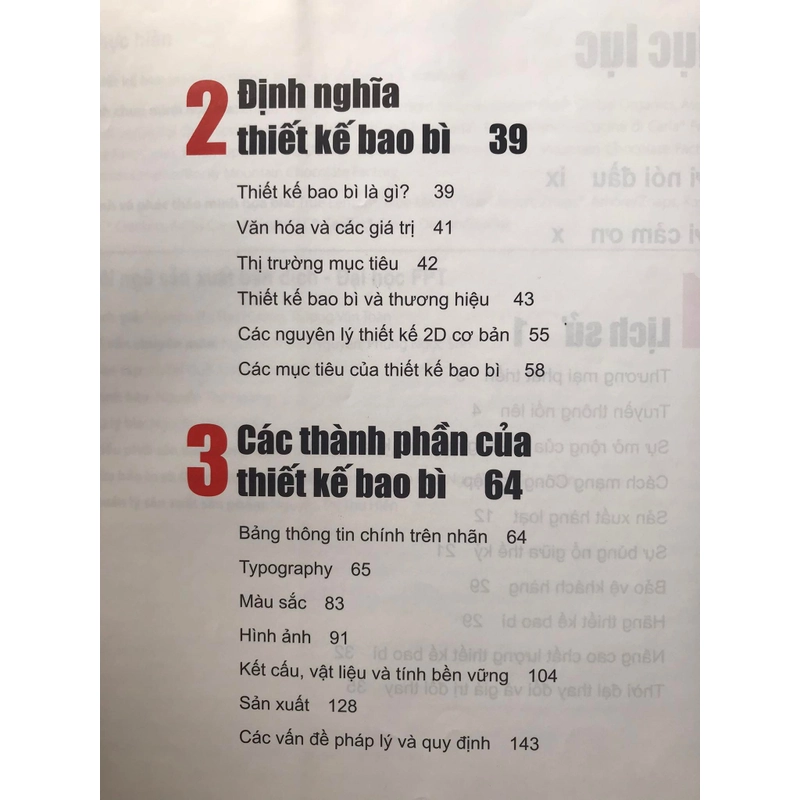 2 Định nghĩa
thiết kế bao bì 39
Thiết kế bao bì là gì? 39
Văn hóa và các giá trị 41
Thị trường mục tiêu 42
Thiết kế bao bì và thương hiệu 43
Các nguyên lý thiết kế 2D cơ bản 55
Các mục tiêu của thiết kế bao bì 58
3 Các thành phần của
thiết kế bao bì 64
Bảng thông tin chính trên nhãn 64
Typography 65
Màu sắc 83
Hình ảnh 91
Kết cấu, vật liệu và tính bền vững 104
Sản xuất 128
Các vấn đề pháp lý và quy định 143